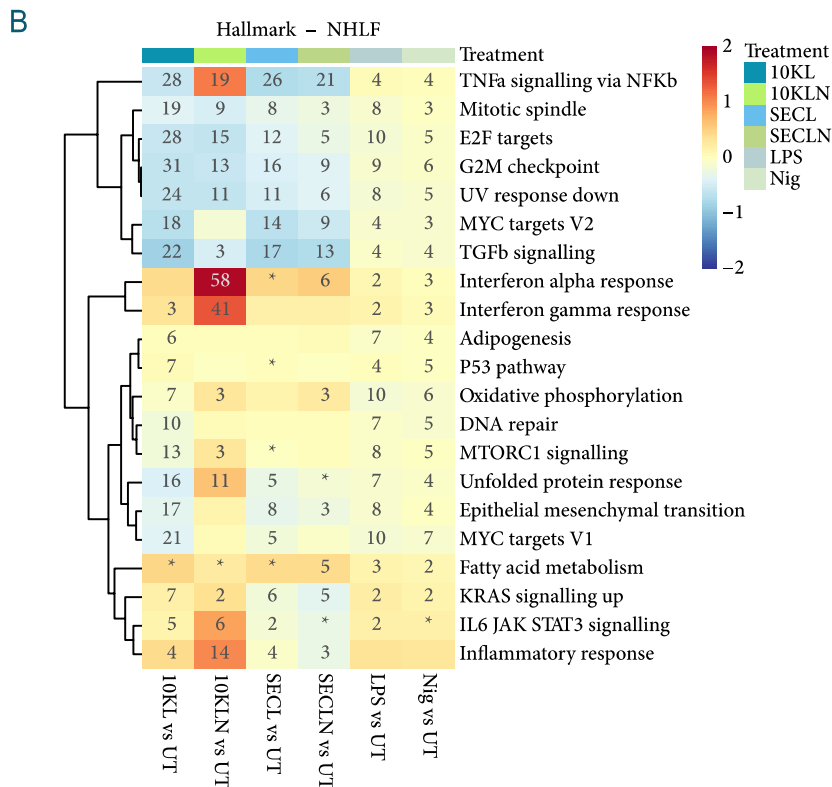 B
Hallmark – NHLF
Treatment
28 19 26 21 4 4 TNFa signalling via NFKb
19 9 8 3 8 3 Mitotic spindle
28 15 12 5 10 5 E2F targets
31 13 16 9 9 6 G2M checkpoint
24 11 11 6 8 5 UV response down
18 14 9 4 3 MYC targets V2
22 3 17 13 4 4 TGFb signalling
58 * 6 2 3 Interferon alpha response
3 41 2 3 Interferon gamma response
6 7 4 Adipogenesis
7 * 4 5 P53 pathway
7 3 3 10 6 Oxidative phosphorylation
10 7 5 DNA repair
13 3 * 8 5 MTORC1 signalling
16 11 5 * 7 4 Unfolded protein response
17 8 3 8 4 Epithelial mesenchymal transition
21 5 10 7 MYC targets V1
* * * 5 3 2 Fatty acid metabolism
7 2 6 5 2 2 KRAS signalling up
5 6 2 * 2 * IL6 JAK STAT3 signalling
4 14 4 3 Inflammatory response
10KL vs UT
10KLN vs UT
SECL vs UT
SECLN vs UT
LPS vs UT
Nig vs UT
2
1
0
−1
−2
Treatment
10KL
10KLN
SECL
SECLN
LPS
Nig